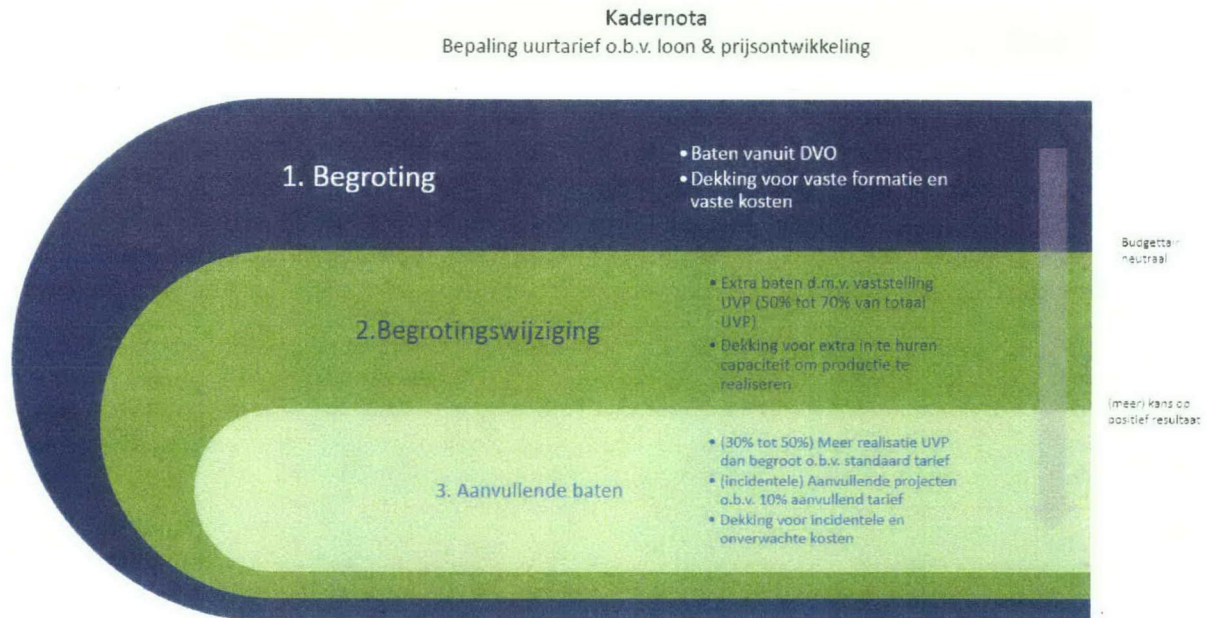 Kadernota
Bepaling uurtarief o.b.v. loon & prijsontwikkeling
1. Begroting
• Baten vanuit DVO
• Dekking voor vaste formatie en
vaste kosten
Budgettair
neutraal
2.Begrotingswijziging
• Extra baten d.m.v. vaststelling
UVP (50% tot 70% van totaal
UVP)
• Dekking voor extra in te huren
capaciteit om productie te
realiseren
(meer) kans op
positief resultaat
3. Aanvullende baten
• (30% tot 50%) Meer realisatie UVP
dan begroot o.b.v. standaard tarief
• (incidentele) Aanvullende projecten
o.b.v. 10% aanvullend tarief
• Dekking voor incidentele en
onverwachte kosten